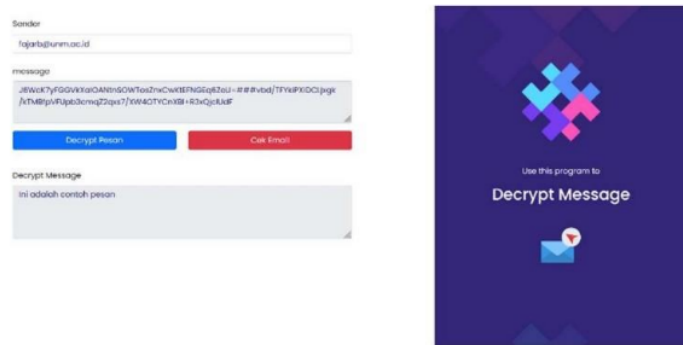 Sender
fajarb@unm.ac.id
message
Decrypt Pesan
Cek Email
Decrypt Message
Ini adalah contoh pesan
Use this program to
Decrypt Message